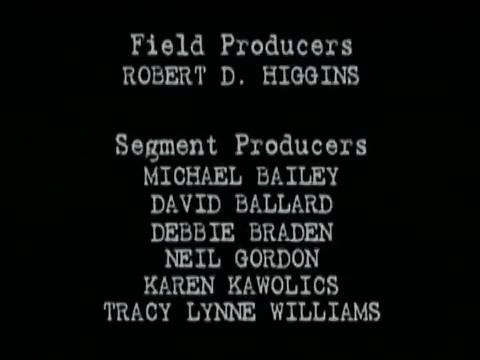 Field Producers
ROBERT D. HIGGINS
Segment Producers
MICHAEL BAILEY
DAVID BALLARD
DEBBIE BRADEN
NEIL GORDON
KAREN KAWOLICS
TRACY LYNNE WILLIAMS